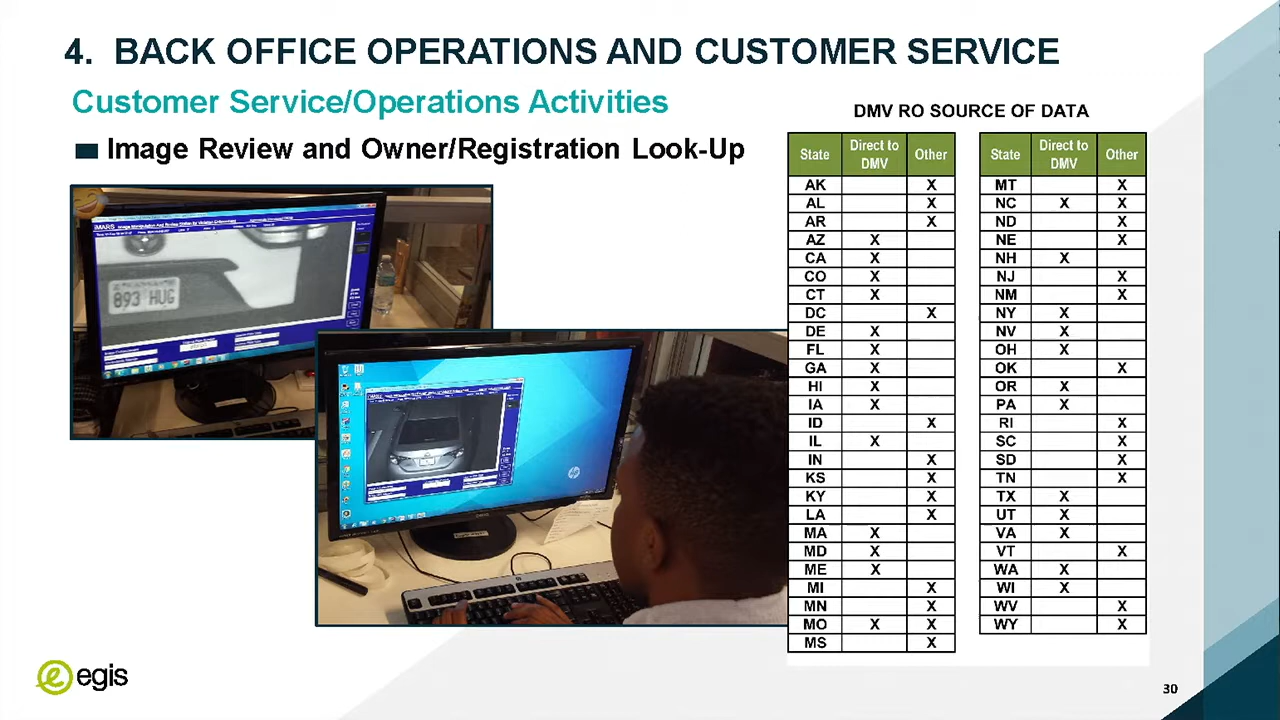 4. BACK OFFICE OPERATIONS AND CUSTOMER SERVICE
Customer Service/Operations Activities
Image Review and Owner/Registration Look-Up
iMARS
893 HUG
iMARS
hp
DMV RO SOURCE OF DATA
State Direct to DMV Other
AK X
AL X
AR X
AZ X
CA X
CO X
CT X
DC X
DE X
FL X
GA X
HI X
IA X
ID X
IL X
IN X
KS X
KY X
LA X
MA X
MD X
ME X
MI X
MN X
MO X X
MS X
State Direct to DMV Other
MT X
NC X X
ND X
NE X
NH X
NJ X
NM X
NY X
NV X
OH X
OK X
OR X
PA X
RI X
SC X
SD X
TN X
TX X
UT X
VA X
VT X
WA X
WI X
WV X
WY X
egis
30